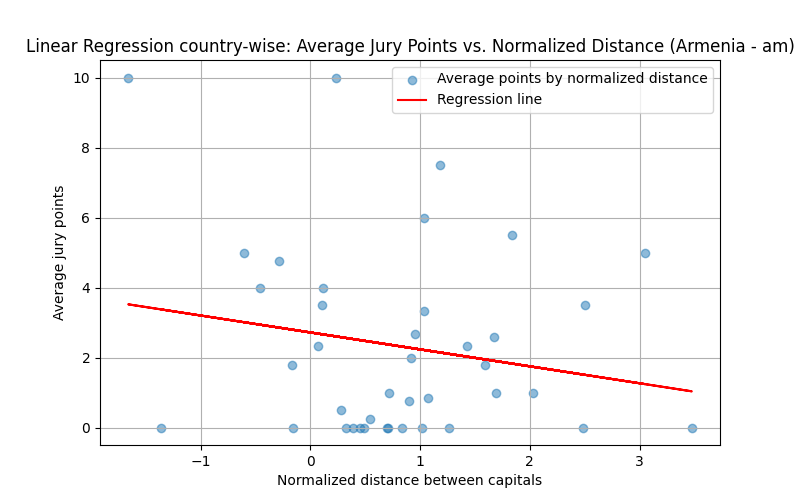 Linear Regression country-wise: Average Jury Points vs. Normalized Distance (Armenia - am)
Average points by normalized distance
Regression line
10
8
6
4
2
0
Average jury points
−1
0
1
2
3
Normalized distance between capitals